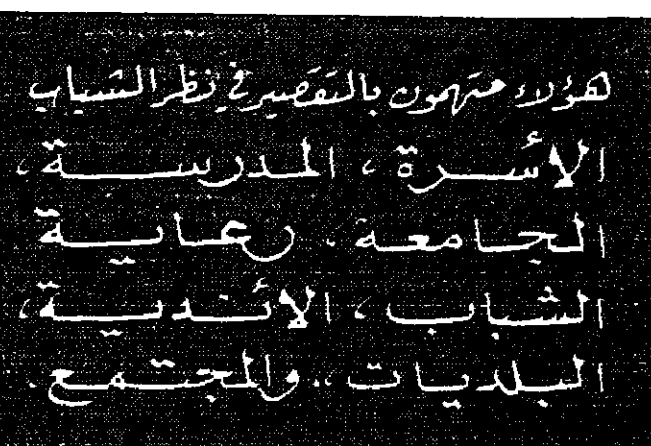 هؤلاء متهمون بالتقصير في نظر الشباب
الأسرة ، المدرسة ،
الجامعة ، رعاية
الشباب ، الأندية ،
البلديات ،، والمجتمع .